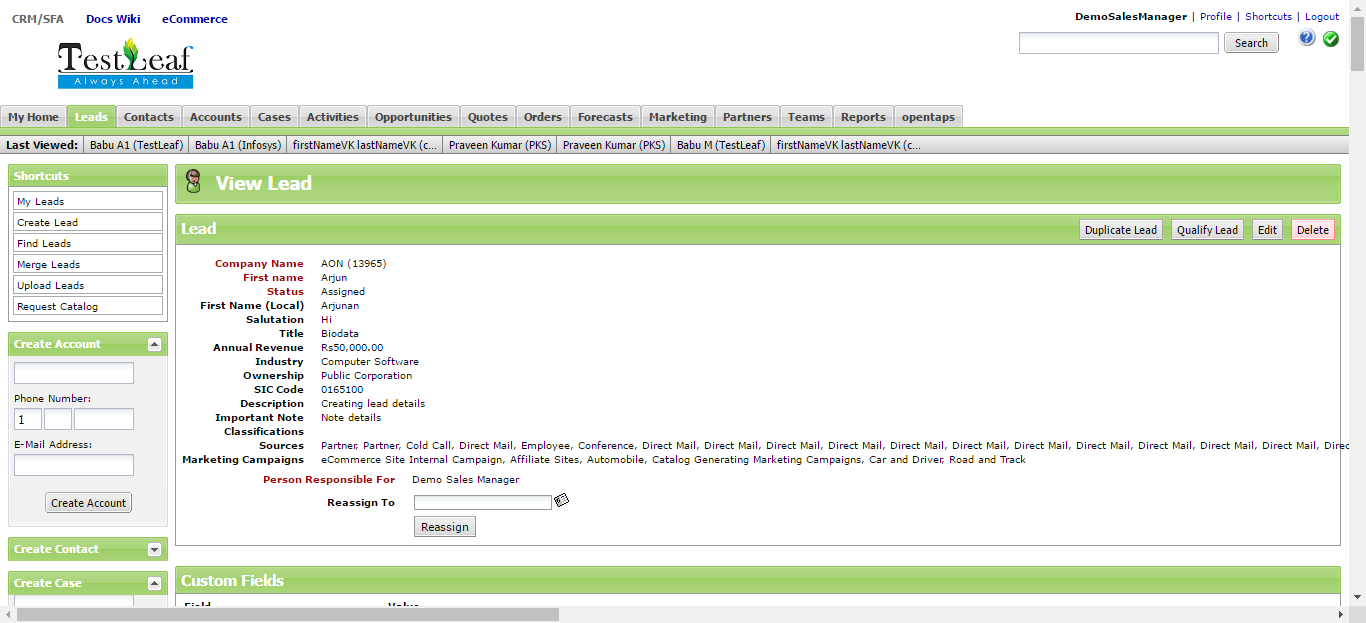 CRM/SFA Docs Wiki eCommerce
DemoSalesManager | Profile | Shortcuts | Logout
TestLeaf
Always Ahead
Search
My Home Leads Contacts Accounts Cases Activities Opportunities Quotes Orders Forecasts Marketing Partners Teams Reports opentaps
Last Viewed: Babu A1 (TestLeaf) Babu A1 (Infosys) firstNameVK lastNameVK (c... Praveen Kumar (PKS) Praveen Kumar (PKS) Babu M (TestLeaf) firstNameVK lastNameVK (c...
Shortcuts
My Leads
Create Lead
Find Leads
Merge Leads
Upload Leads
Request Catalog
Create Account
Phone Number:
1
E-Mail Address:
Create Account
Create Contact
Create Case
View Lead
Lead Duplicate Lead Qualify Lead Edit Delete
Company Name AON (13965)
First name Arjun
Status Assigned
First Name (Local) Arjunan
Salutation Hi
Title Biodata
Annual Revenue Rs50,000.00
Industry Computer Software
Ownership Public Corporation
SIC Code 0165100
Description Creating lead details
Important Note Note details
Classifications
Sources Partner, Partner, Cold Call, Direct Mail, Employee, Conference, Direct Mail, Direct Mail, Direct Mail, Direct Mail, Direct Mail, Direct Mail, Direct Mail, Direct Mail, Direct Mail, Direct Mail, Direct Mail, Direc
Marketing Campaigns eCommerce Site Internal Campaign, Affiliate Sites, Automobile, Catalog Generating Marketing Campaigns, Car and Driver, Road and Track
Person Responsible For Demo Sales Manager
Reassign To
Reassign
Custom Fields
Field Value